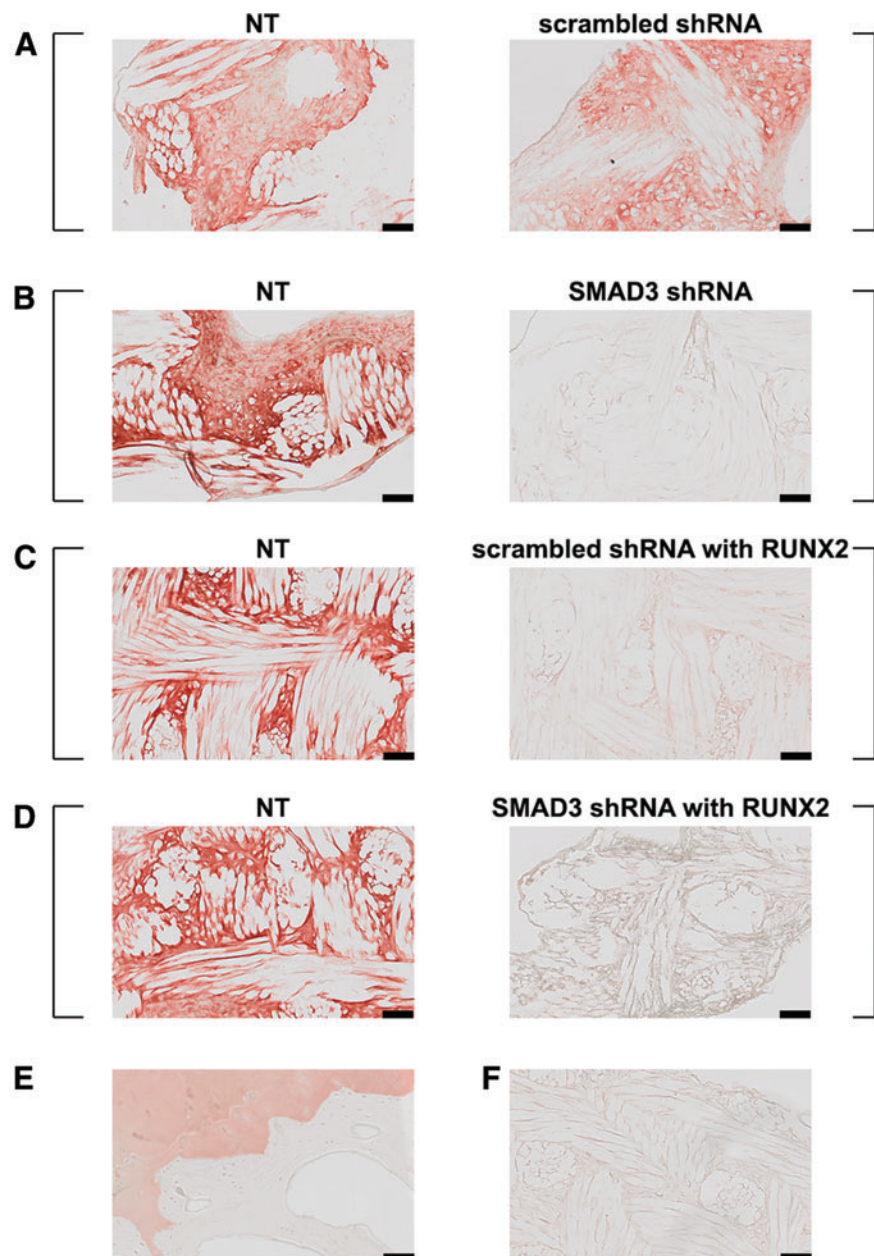 A
NT
scrambled shRNA
B
NT
SMAD3 shRNA
C
NT
scrambled shRNA with RUNX2
D
NT
SMAD3 shRNA with RUNX2
E
F